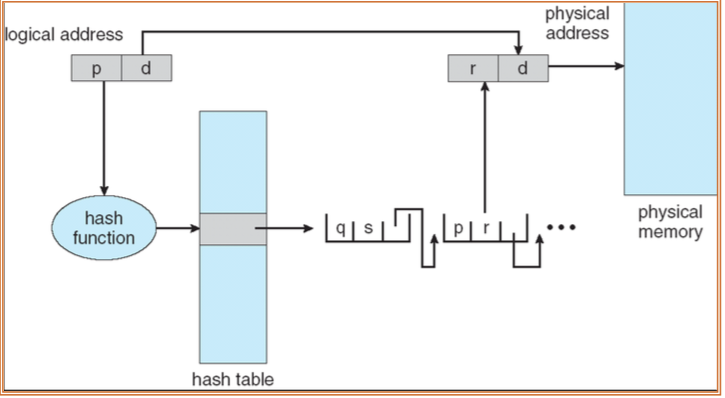 logical address
physical
address
p d
r d
hash
function
q s
p r
•••
physical
memory
hash table